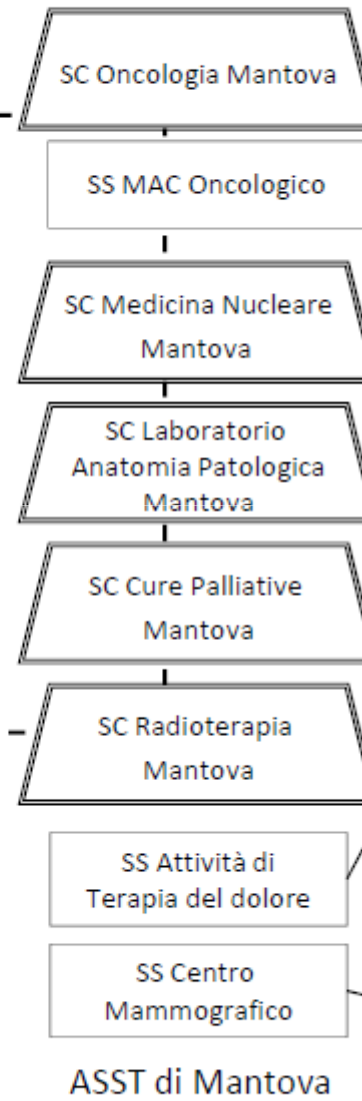 SC Oncologia Mantova
SS MAC Oncologico
SC Medicina Nucleare
Mantova
SC Laboratorio
Anatomia Patologica
Mantova
SC Cure Palliative
Mantova
SC Radioterapia
Mantova
SS Attività di
Terapia del dolore
SS Centro
Mammografico
ASST di Mantova